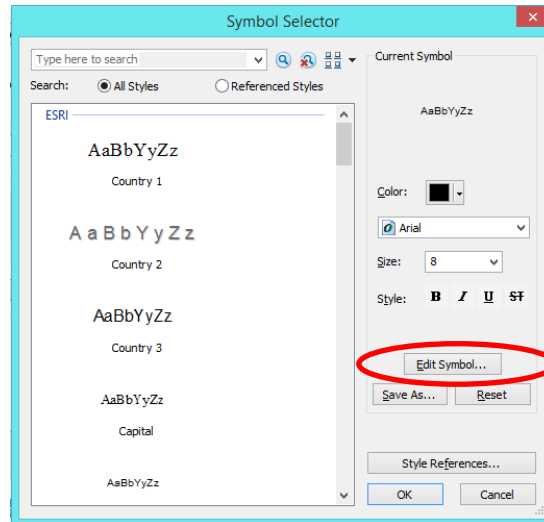 Symbol Selector
Type here to search
Search: All Styles Referenced Styles
ESRI
AaBbYyZz
Country 1
AaBbYyZz
Country 2
AaBbYyZz
Country 3
AaBbYyZz
Capital
AaBbYyZz
Current Symbol
AaBbYyZz
Color:
Arial
Size: 8
Style: B I U ST
Edit Symbol...
Save As... Reset
Style References...
OK Cancel